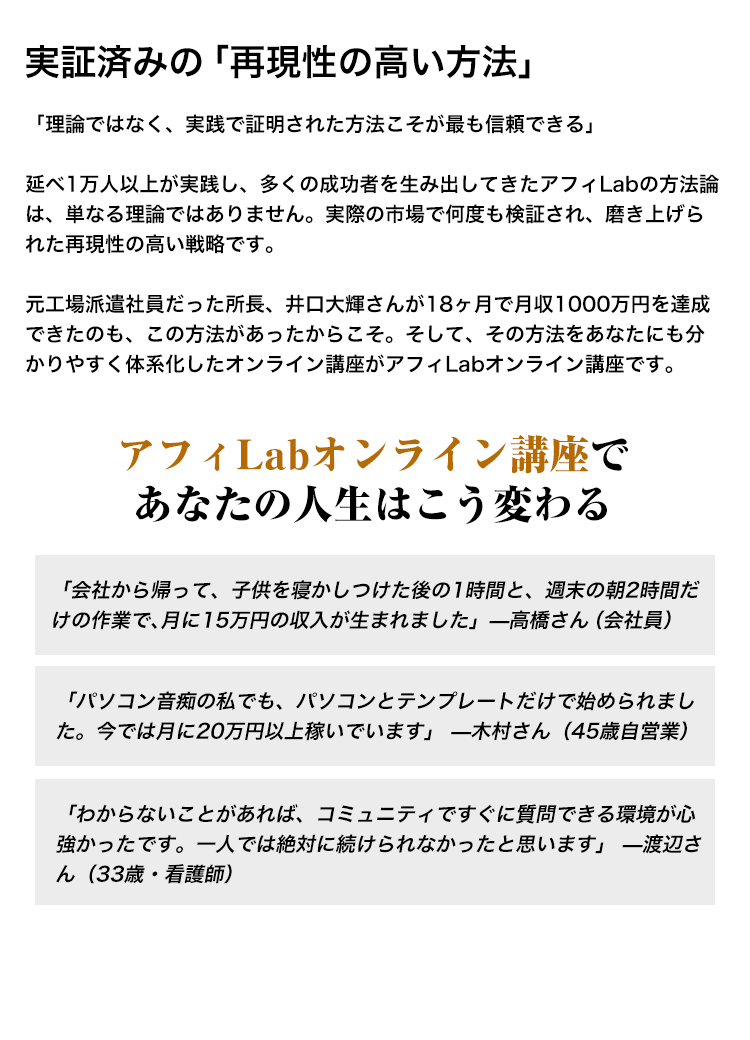 実証済みの「再現性の高い方法」
「理論ではなく、実践で証明された方法こそが最も信頼できる」
延べ1万人以上が実践し、多くの成功者を生み出してきたアフィLabの方法論
は、単なる理論ではありません。実際の市場で何度も検証され、磨き上げら
れた再現性の高い戦略です。
元工場派遣社員だった所長、井口大輝さんが18ヶ月で月収1000万円を達成
できたのも、この方法があったからこそ。そして、その方法をあなたにも分
かりやすく体系化したオンライン講座がアフィLabオンライン講座です。
アフィLabオンライン講座で
あなたの人生はこう変わる
「会社から帰って、子供を寝かしつけた後の1時間と、週末の朝2時間だ
けの作業で、月に15万円の収入が生まれました」—高橋さん（会社員）
「パソコン音痴の私でも、パソコンとテンプレートだけで始められまし
た。今では月に20万円以上稼いでいます」 —木村さん（45歳自営業）
「わからないことがあれば、コミュニティですぐに質問できる環境が心
強かったです。一人では絶対に続けられなかったと思います」 —渡辺さ
ん（33歳・看護師）